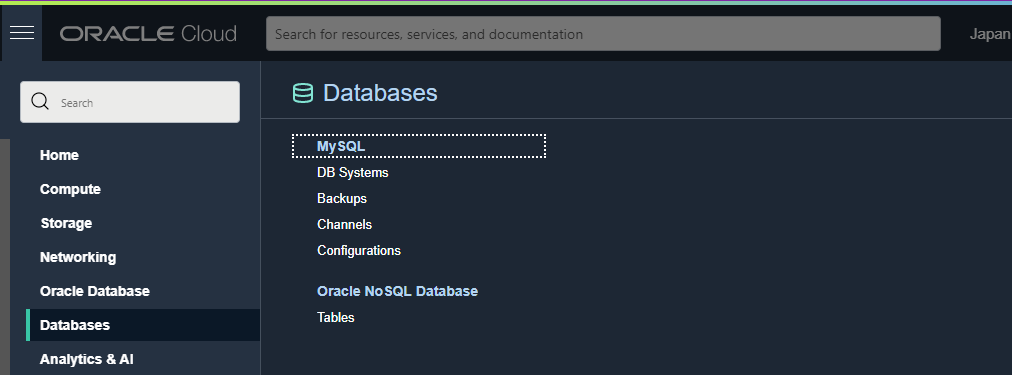 ORACLE Cloud
Search for resources, services, and documentation
Japan
Search
Home
Compute
Storage
Networking
Oracle Database
Databases
Analytics & AI
Databases
MySQL
DB Systems
Backups
Channels
Configurations
Oracle NoSQL Database
Tables